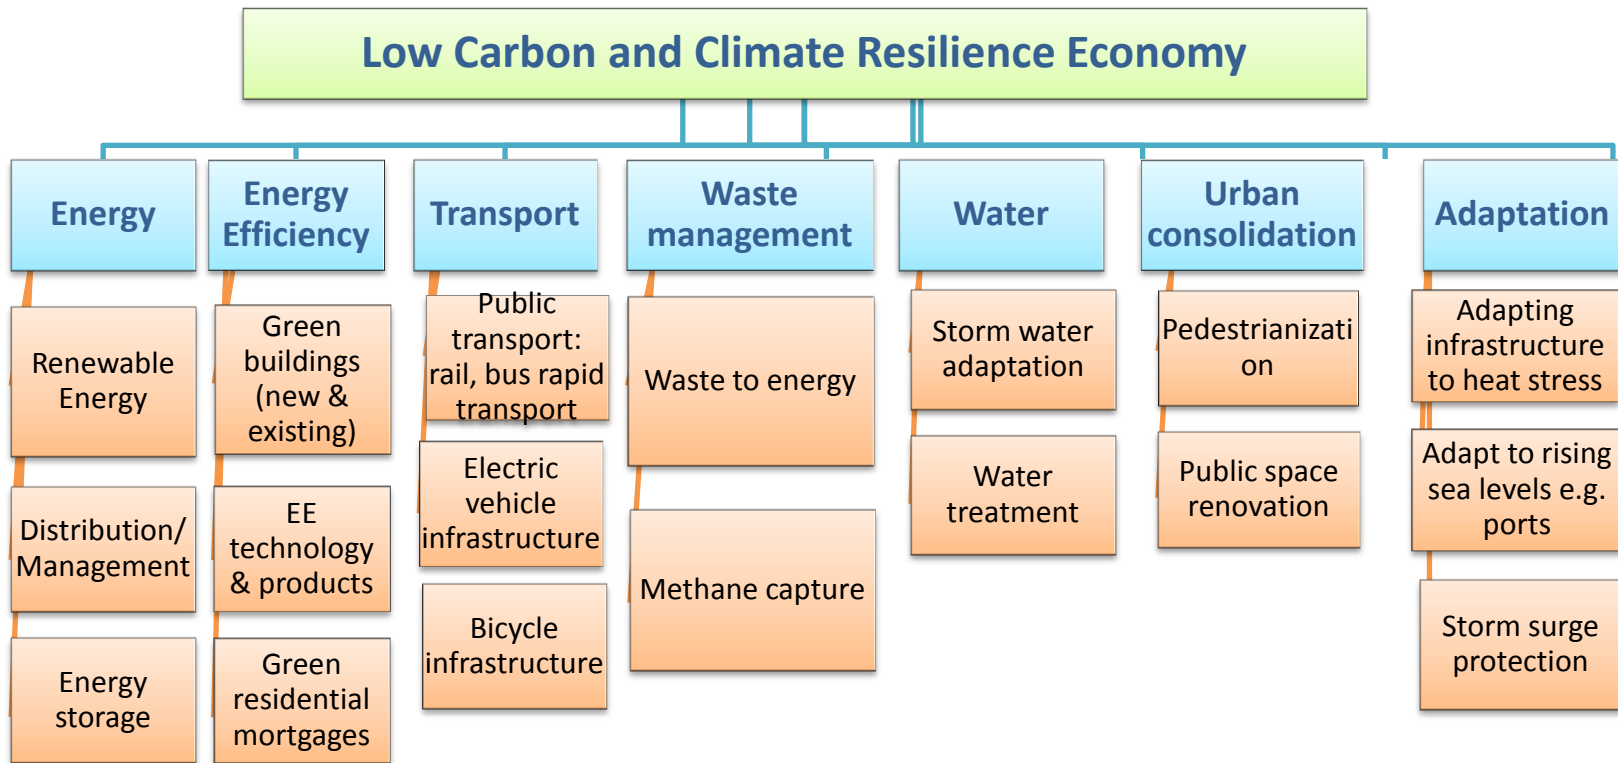 Low Carbon and Climate Resilience Economy
Energy
Renewable
Energy
Distribution/
Management
Energy
storage
Energy
Efficiency
Green
buildings
(new &
existing)
EE
technology
& products
Green
residential
mortgages
Transport
Public
transport:
rail, bus rapid
transport
Electric
vehicle
infrastructure
Bicycle
infrastructure
Waste
management
Waste to energy
Methane capture
Water
Storm water
adaptation
Water
treatment
Urban
consolidation
Pedestrianizati
on
Public space
renovation
Adaptation
Adapting
infrastructure
to heat stress
Adapt to rising
sea levels e.g.
ports
Storm surge
protection